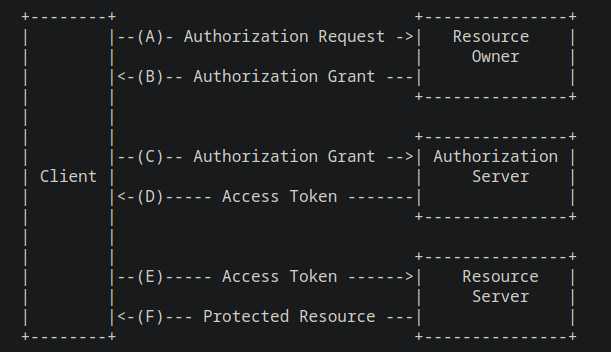 +--------+                               +---------------+
|        |--(A)- Authorization Request ->|   Resource    |
|        |                               |     Owner     |
|        |<-(B)-- Authorization Grant ---|               |
|        |                               +---------------+
|        |
|        |                               +---------------+
|        |--(C)-- Authorization Grant -->| Authorization |
| Client |                               |     Server    |
|        |<-(D)----- Access Token -------|               |
|        |                               +---------------+
|        |
|        |                               +---------------+
|        |--(E)----- Access Token ------>|    Resource   |
|        |                               |     Server    |
|        |<-(F)--- Protected Resource ---|               |
+--------+                               +---------------+